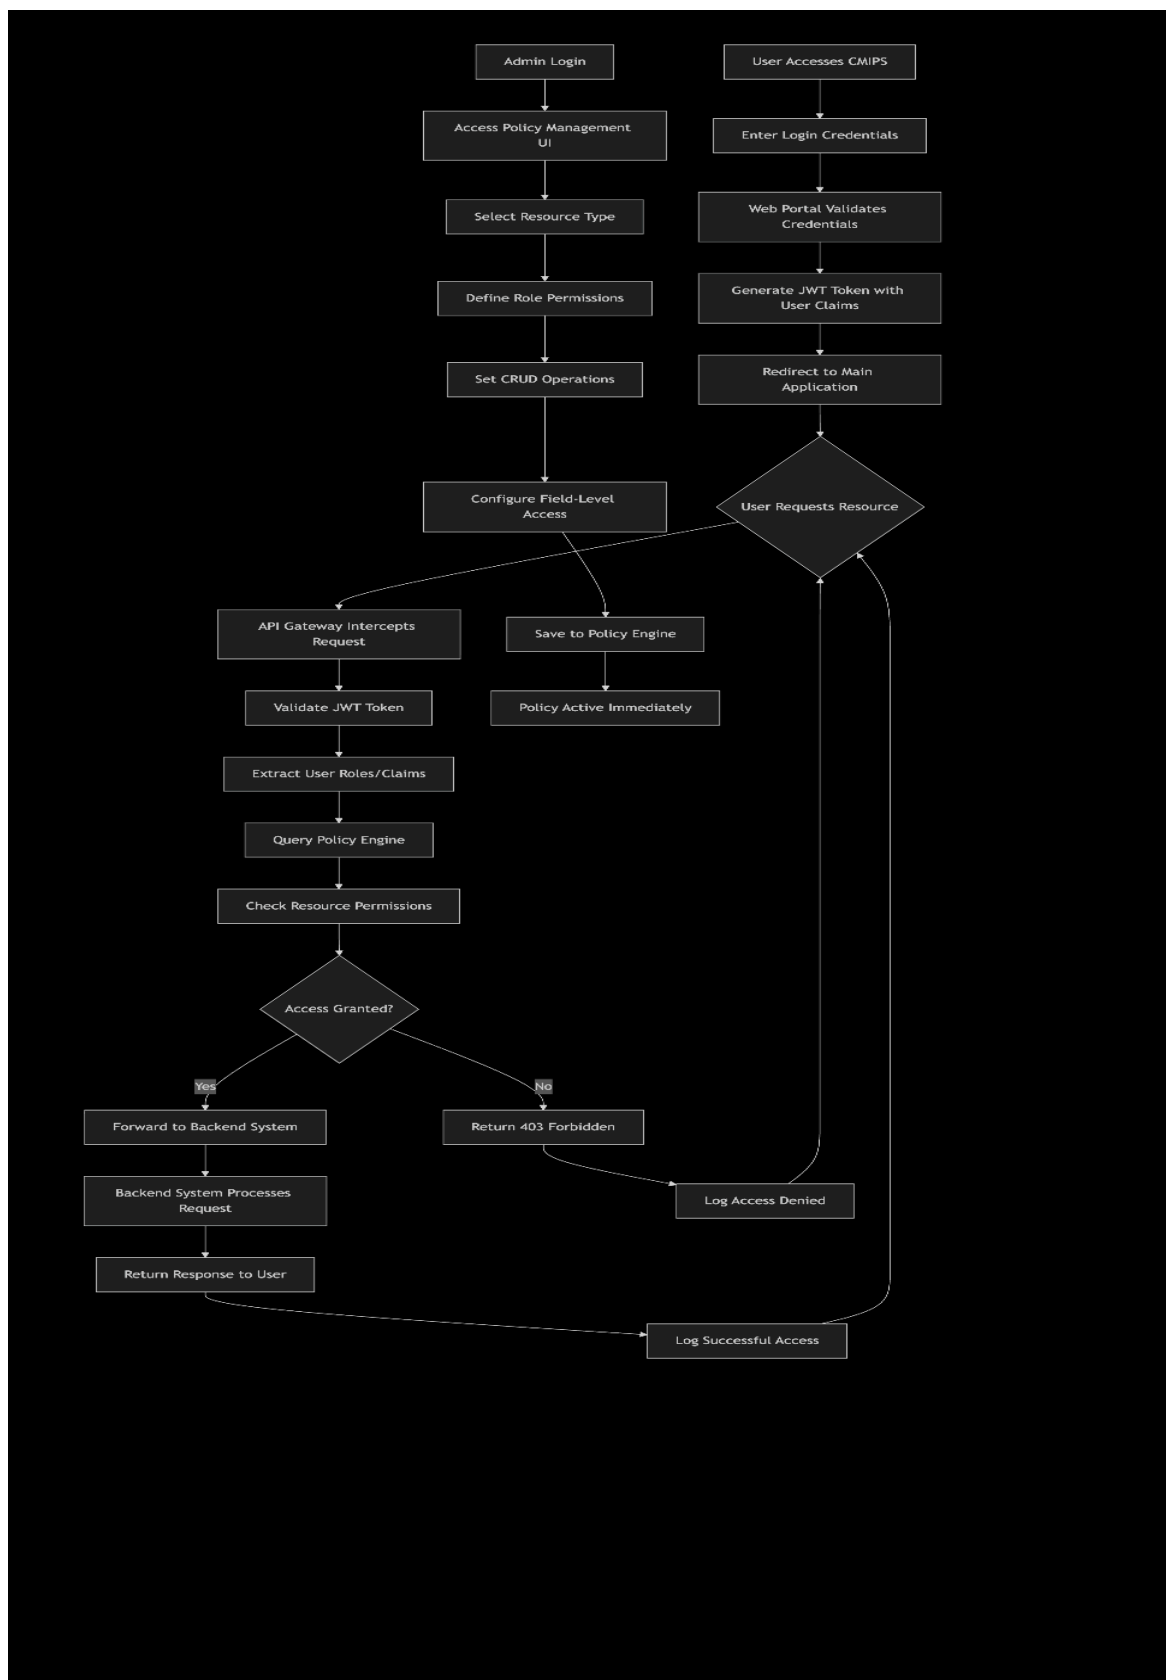 Admin Login
User Accesses CMIPS
Access Policy Management
UI
Enter Login Credentials
Select Resource Type
Web Portal Validates
Credentials
Define Role Permissions
Generate JWT Token with
User Claims
Set CRUD Operations
Redirect to Main
Application
Configure Field-Level
Access
User Requests Resource
API Gateway Intercepts
Request
Save to Policy Engine
Validate JWT Token
Policy Active Immediately
Extract User Roles/Claims
Query Policy Engine
Check Resource Permissions
Access Granted?
Yes
No
Forward to Backend System
Return 403 Forbidden
Backend System Processes
Request
Log Access Denied
Return Response to User
Log Successful Access